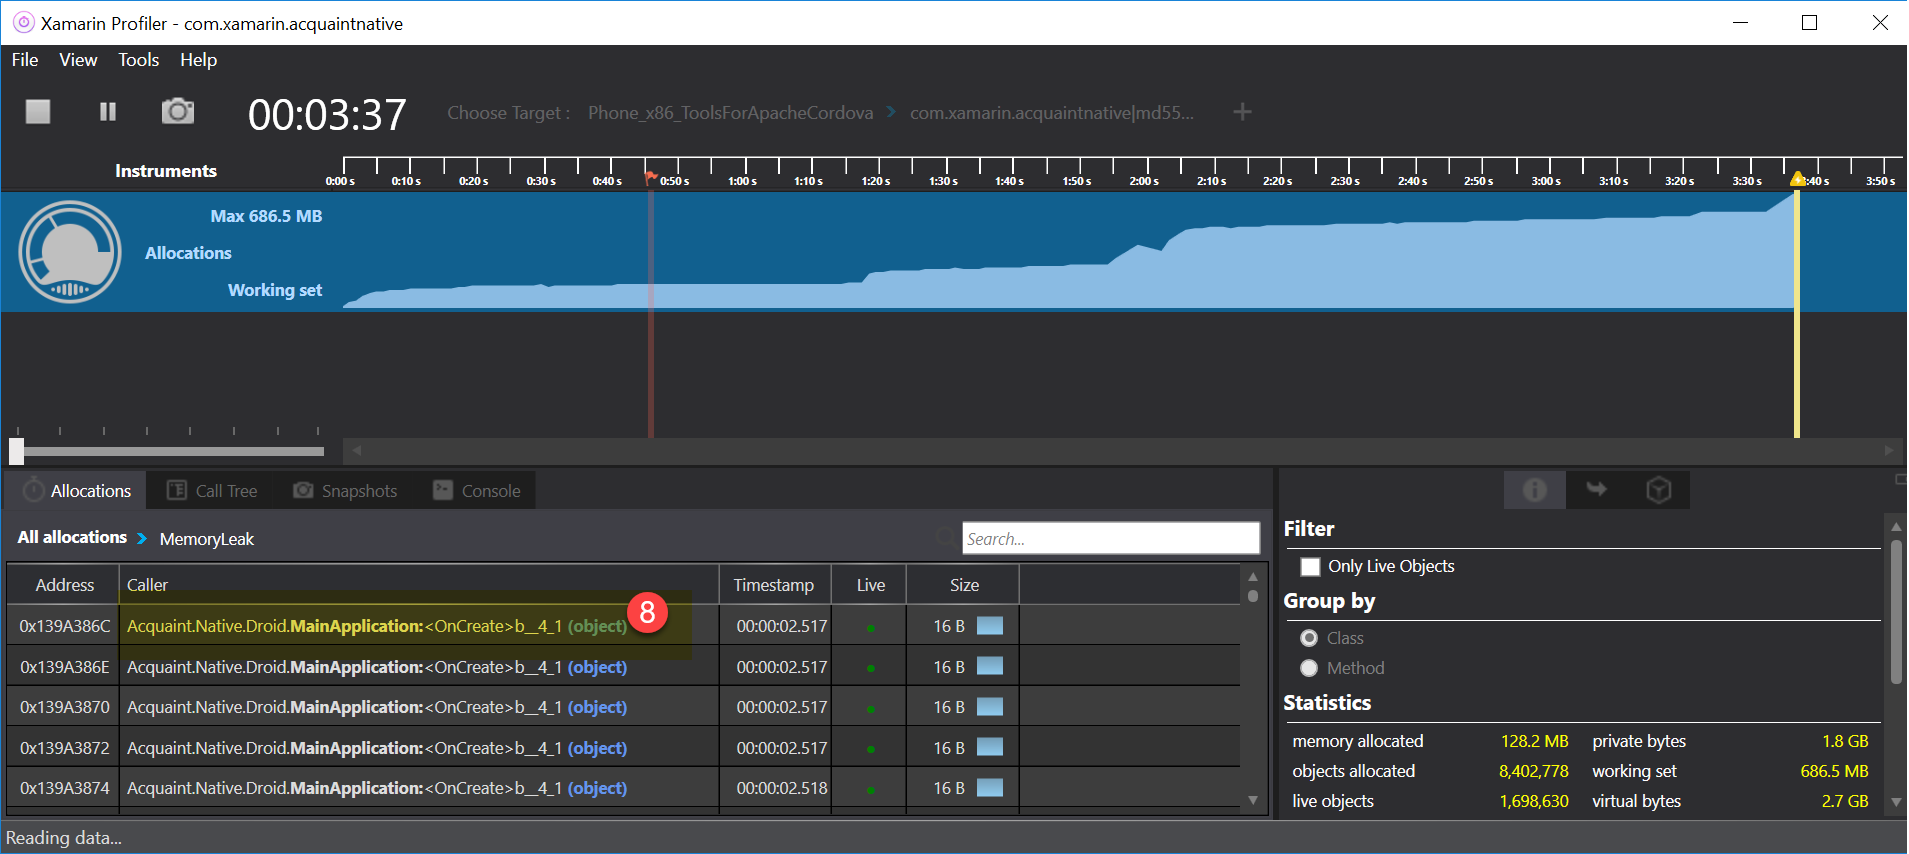 Xamarin Profiler - com.xamarin.acquaintnative
File View Tools Help
00:03:37 Choose Target : Phone_x86_ToolsForApacheCordova com.xamarin.acquaintnative|md55...
Instruments
0:00 s 0:10 s 0:20 s 0:30 s 0:40 s 0:50 s 1:00 s 1:10 s 1:20 s 1:30 s 1:40 s 1:50 s 2:00 s 2:10 s 2:20 s 2:30 s 2:40 s 2:50 s 3:00 s 3:10 s 3:20 s 3:30 s :40 s 3:50 s
Max 686.5 MB
Allocations
Working set
Allocations Call Tree Snapshots Console
All allocations MemoryLeak Search...
Address Caller Timestamp Live Size
0x139A386C Acquaint.Native.Droid.MainApplication:<OnCreate>b__4_1 (object) 00:00:02.517 16 B
8
0x139A386E Acquaint.Native.Droid.MainApplication:<OnCreate>b__4_1 (object) 00:00:02.517 16 B
0x139A3870 Acquaint.Native.Droid.MainApplication:<OnCreate>b__4_1 (object) 00:00:02.517 16 B
0x139A3872 Acquaint.Native.Droid.MainApplication:<OnCreate>b__4_1 (object) 00:00:02.517 16 B
0x139A3874 Acquaint.Native.Droid.MainApplication:<OnCreate>b__4_1 (object) 00:00:02.518 16 B
Filter
Only Live Objects
Group by
Class
Method
Statistics
memory allocated 128.2 MB private bytes 1.8 GB
objects allocated 8,402,778 working set 686.5 MB
live objects 1,698,630 virtual bytes 2.7 GB
Reading data...